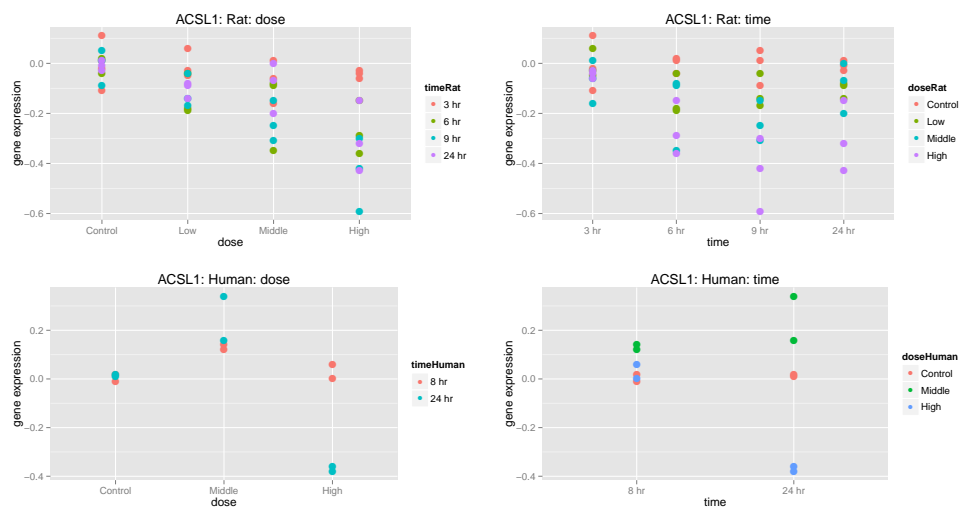 ACSL1: Rat: dose
gene expression
0.0
−0.2
−0.4
−0.6
Control
Low
Middle
High
dose
timeRat
3 hr
6 hr
9 hr
24 hr
ACSL1: Rat: time
gene expression
0.0
−0.2
−0.4
−0.6
3 hr
6 hr
9 hr
24 hr
time
doseRat
Control
Low
Middle
High
ACSL1: Human: dose
gene expression
0.2
0.0
−0.2
−0.4
Control
Middle
High
dose
timeHuman
8 hr
24 hr
ACSL1: Human: time
gene expression
0.2
0.0
−0.2
−0.4
8 hr
24 hr
time
doseHuman
Control
Middle
High